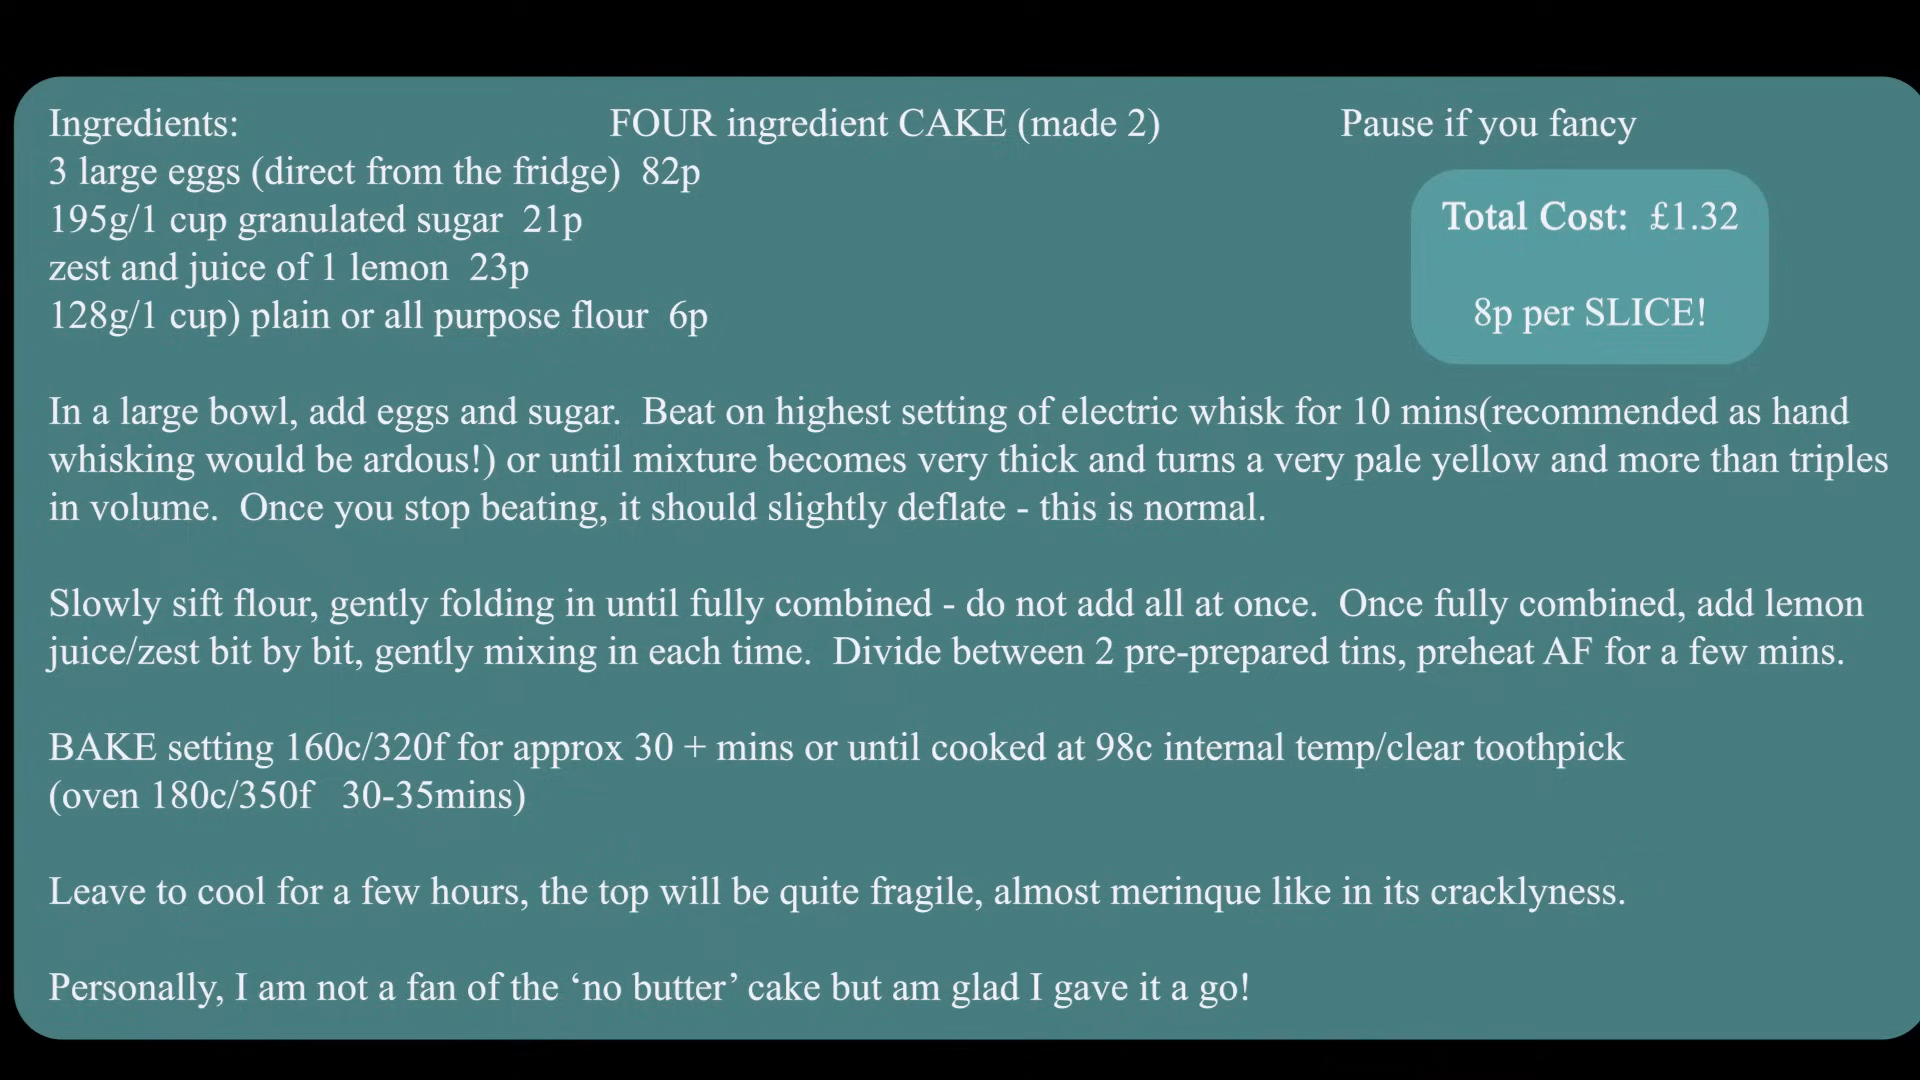 Ingredients:
FOUR ingredient CAKE (made 2)
Pause if you fancy
3 large eggs (direct from the fridge)  82p
195g/1 cup granulated sugar  21p
zest and juice of 1 lemon  23p
128g/1 cup) plain or all purpose flour  6p
Total Cost:  £1.32
8p per SLICE!
In a large bowl, add eggs and sugar.  Beat on highest setting of electric whisk for 10 mins(recommended as hand
whisking would be ardous!) or until mixture becomes very thick and turns a very pale yellow and more than triples
in volume.  Once you stop beating, it should slightly deflate - this is normal.
Slowly sift flour, gently folding in until fully combined - do not add all at once.  Once fully combined, add lemon
juice/zest bit by bit, gently mixing in each time.  Divide between 2 pre-prepared tins, preheat AF for a few mins.
BAKE setting 160c/320f for approx 30 + mins or until cooked at 98c internal temp/clear toothpick
(oven 180c/350f   30-35mins)
Leave to cool for a few hours, the top will be quite fragile, almost merinque like in its cracklyness.
Personally, I am not a fan of the ‘no butter’ cake but am glad I gave it a go!